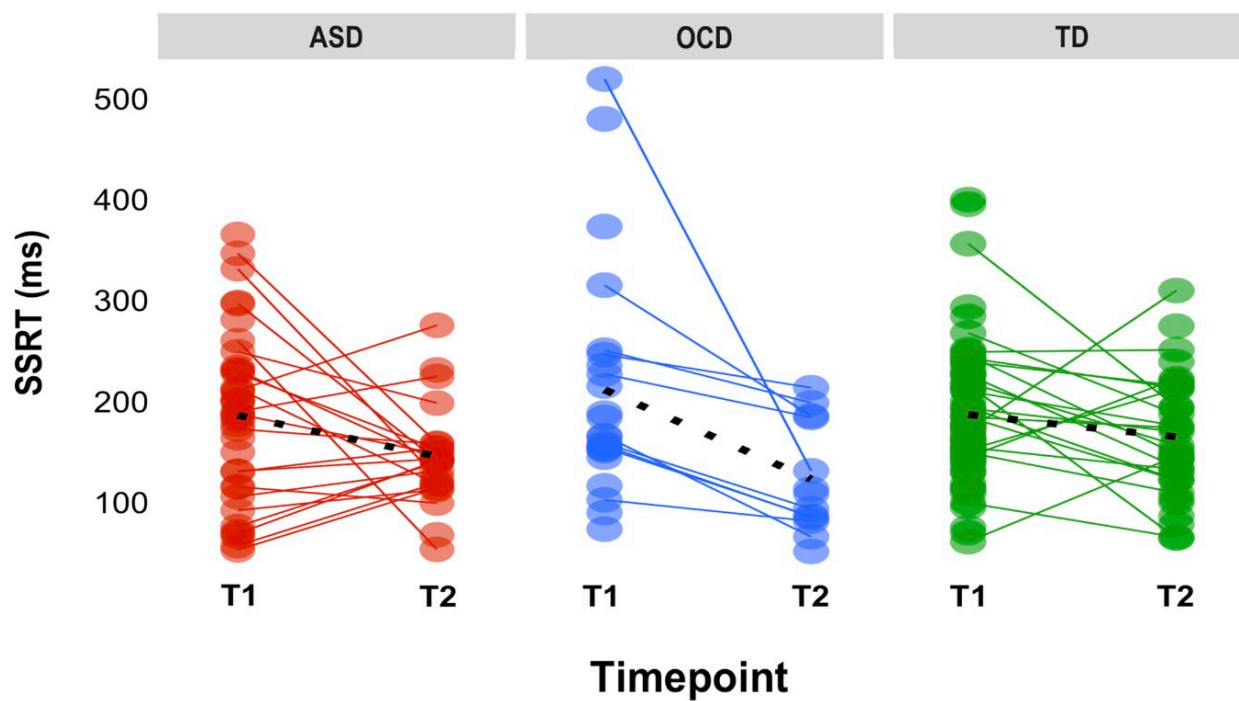 ASD OCD TD
500
400
300
200
100
SSRT (ms)
T1 T2 T1 T2 T1 T2
Timepoint